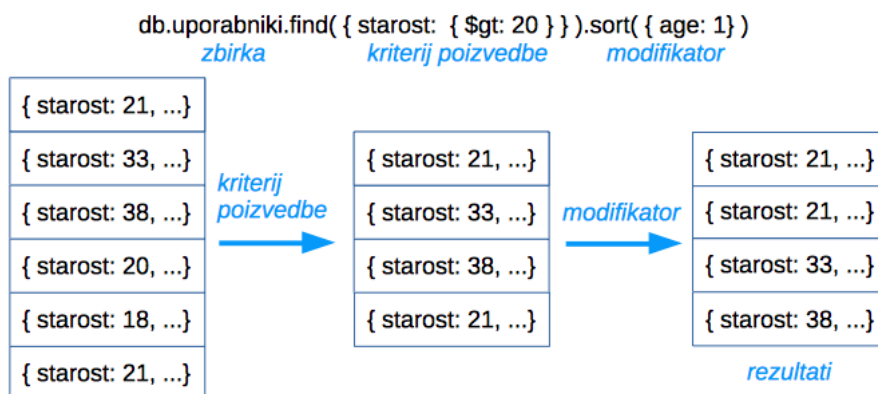 db.uporabniki.find( { starost: { $gt: 20 } } ).sort( { age: 1} )
zbirka kriterij poizvedbe modifikator
{ starost: 21, ...}
{ starost: 33, ...}
{ starost: 38, ...}
{ starost: 20, ...}
{ starost: 18, ...}
{ starost: 21, ...}
kriterij
poizvedbe
{ starost: 21, ...}
{ starost: 33, ...}
{ starost: 38, ...}
{ starost: 21, ...}
modifikator
{ starost: 21, ...}
{ starost: 21, ...}
{ starost: 33, ...}
{ starost: 38, ...}
rezultati